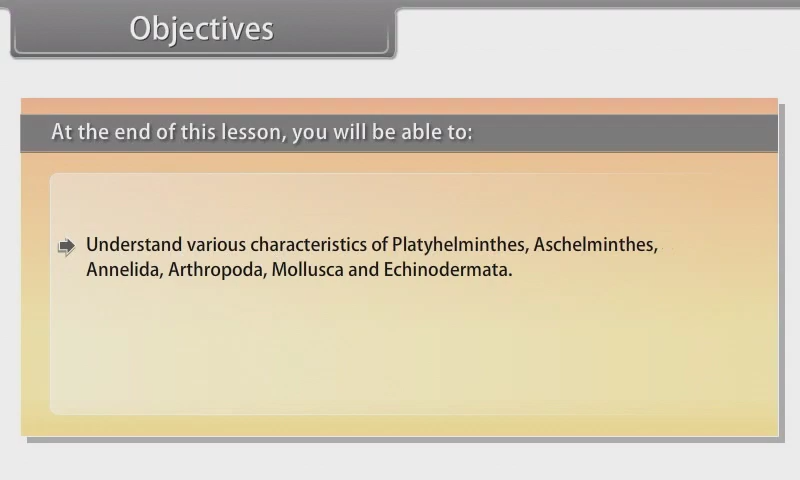 Objectives
At the end of this lesson, you will be able to:
Understand various characteristics of Platyhelminthes, Aschelminthes,
Annelida, Arthropoda, Mollusca and Echinodermata.